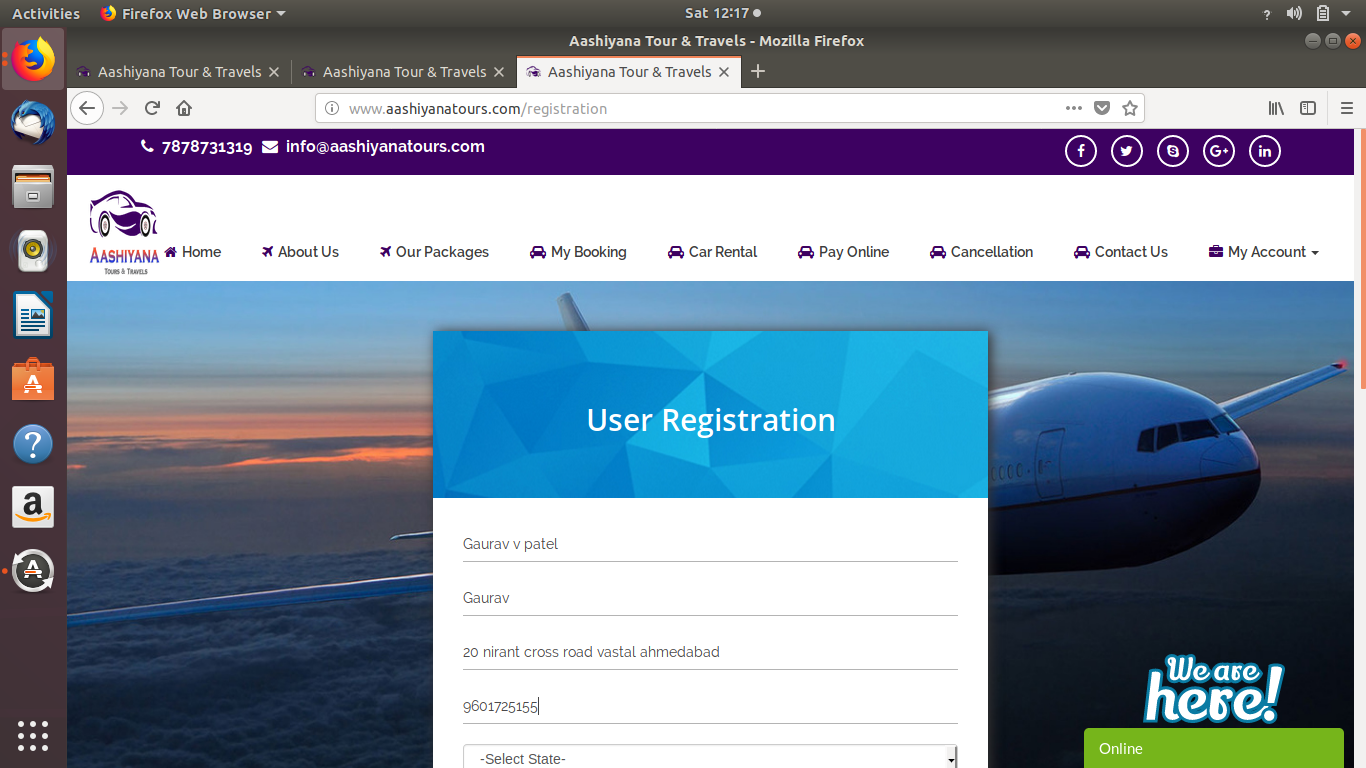 Activities Firefox Web Browser Sat 12:17
Aashiyana Tour & Travels - Mozilla Firefox
Aashiyana Tour & Travels Aashiyana Tour & Travels Aashiyana Tour & Travels
www.aashiyanatours.com/registration
7878731319 info@aashiyanatours.com
AASHIYANA
TOURS & TRAVELS
Home About Us Our Packages My Booking Car Rental Pay Online Cancellation Contact Us My Account
User Registration
Gaurav v patel
Gaurav
20 nirant cross road vastal ahmedabad
9601725155
-Select State-
We are
here!
Online